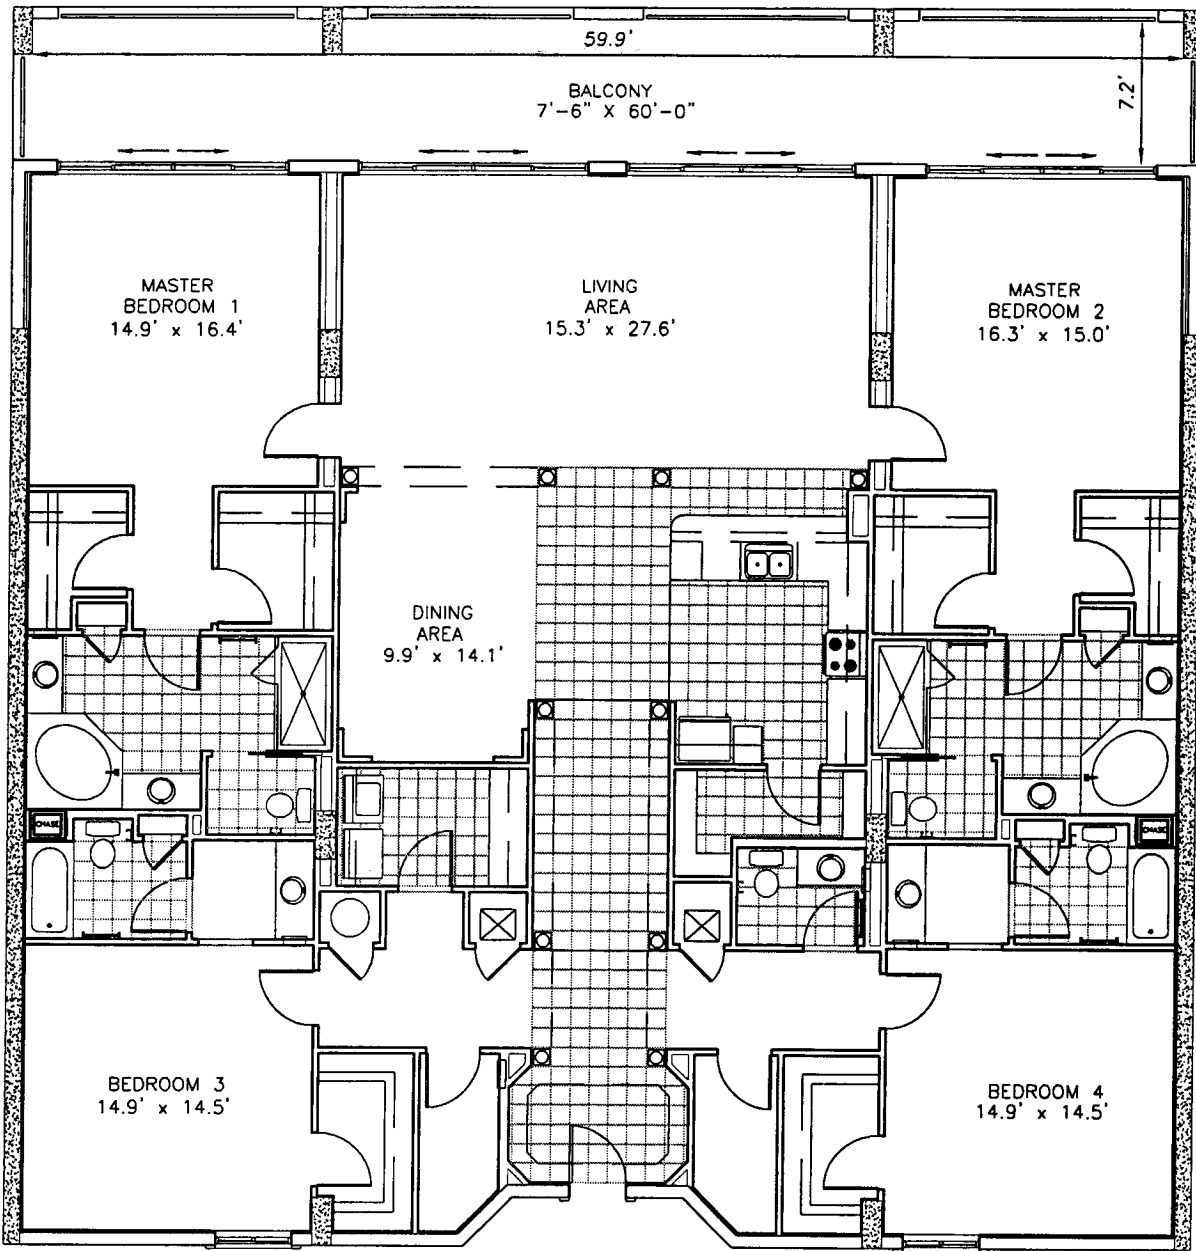 59.9'
BALCONY
7'-6" X 60'-0"
7.2'
MASTER
BEDROOM 1
14.9' x 16.4'
LIVING
AREA
15.3' x 27.6'
MASTER
BEDROOM 2
16.3' x 15.0'
DINING
AREA
9.9' x 14.1'
CHASE
CHASE
BEDROOM 3
14.9' x 14.5'
BEDROOM 4
14.9' x 14.5'